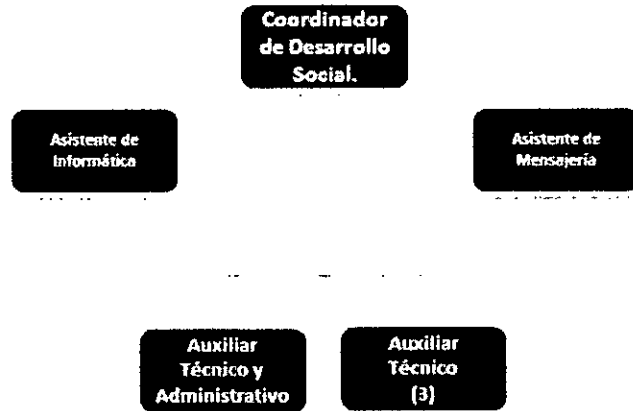 Coordinador
de Desarrollo
Social.
Asistente de
Informática
Asistente de
Mensajería
Auxiliar
Técnico y
Administrativo
Auxiliar
Técnico
(3)